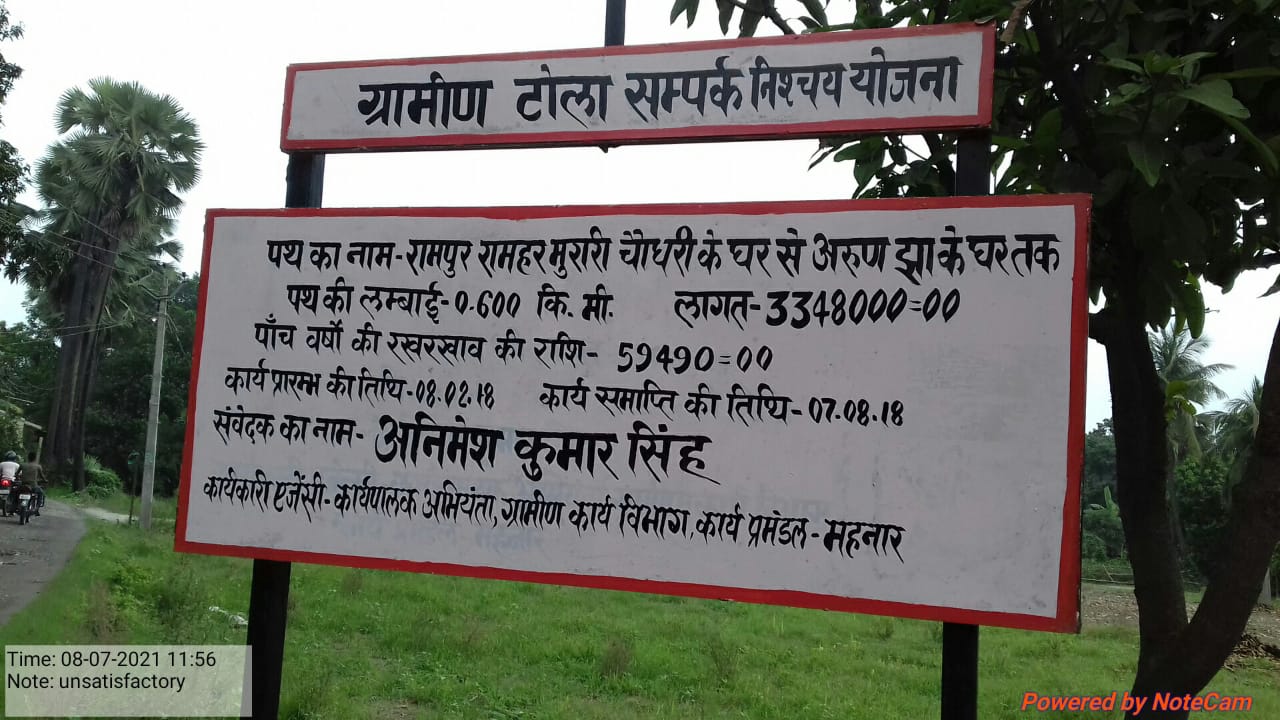 ग्रामीण टोला सम्पर्क निश्चय योजना
पथ का नाम-रामपुर रामहर मुरारी चौधरी के घर से अरुण झा के घर तक
पथ की लम्बाई-0.600 कि. मी. लागत-3348000=00
पाँच वर्षो की रखरखाव की राशि- 59490=00
कार्य प्रारम्भ की तिथि-08.02.18 कार्य समाप्ति की तिथि-07.08.18
संवेदक का नाम- अनिमेश कुमार सिंह
कार्यकारी एजेंसी-कार्यपालक अभियंता, ग्रामीण कार्य विभाग, कार्य प्रमंडल-महनार
Time: 08-07-2021 11:56
Note: unsatisfactory
Powered by NoteCam